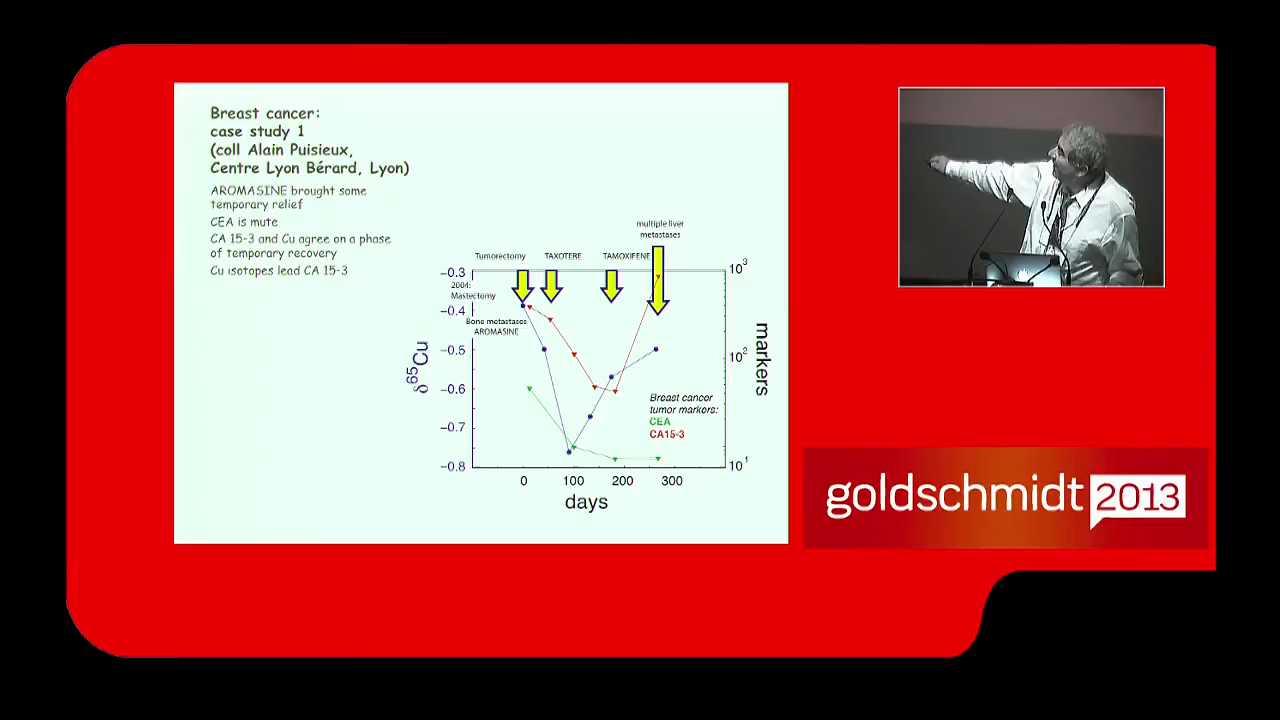 Breast cancer:
case study 1
(coll Alain Puisieux,
Centre Lyon Bérard, Lyon)
AROMASINE brought some
temporary relief
CEA is mute
CA 15-3 and Cu agree on a phase
of temporary recovery
Cu isotopes lead CA 15-3
multiple liver
metastases
Tumorectomy TAXOTERE TAMOXIFENE
2004:
Mastectomy
Bone metastases
AROMASINE
δ65Cu
-0.3
-0.4
-0.5
-0.6
-0.7
-0.8
10³
10²
10¹
markers
Breast cancer
tumor markers:
CEA
CA15-3
0 100 200 300
days
goldschmidt 2013